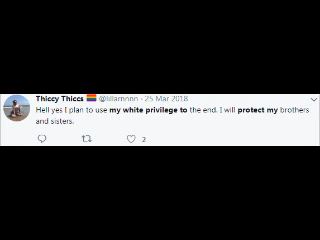 Thiccy Thiccs 🏳️‍🌈 @lilamnnn · 25 Mar 2018
Hell yes I plan to use my white privilege to the end. I will protect my brothers
and sisters.
2